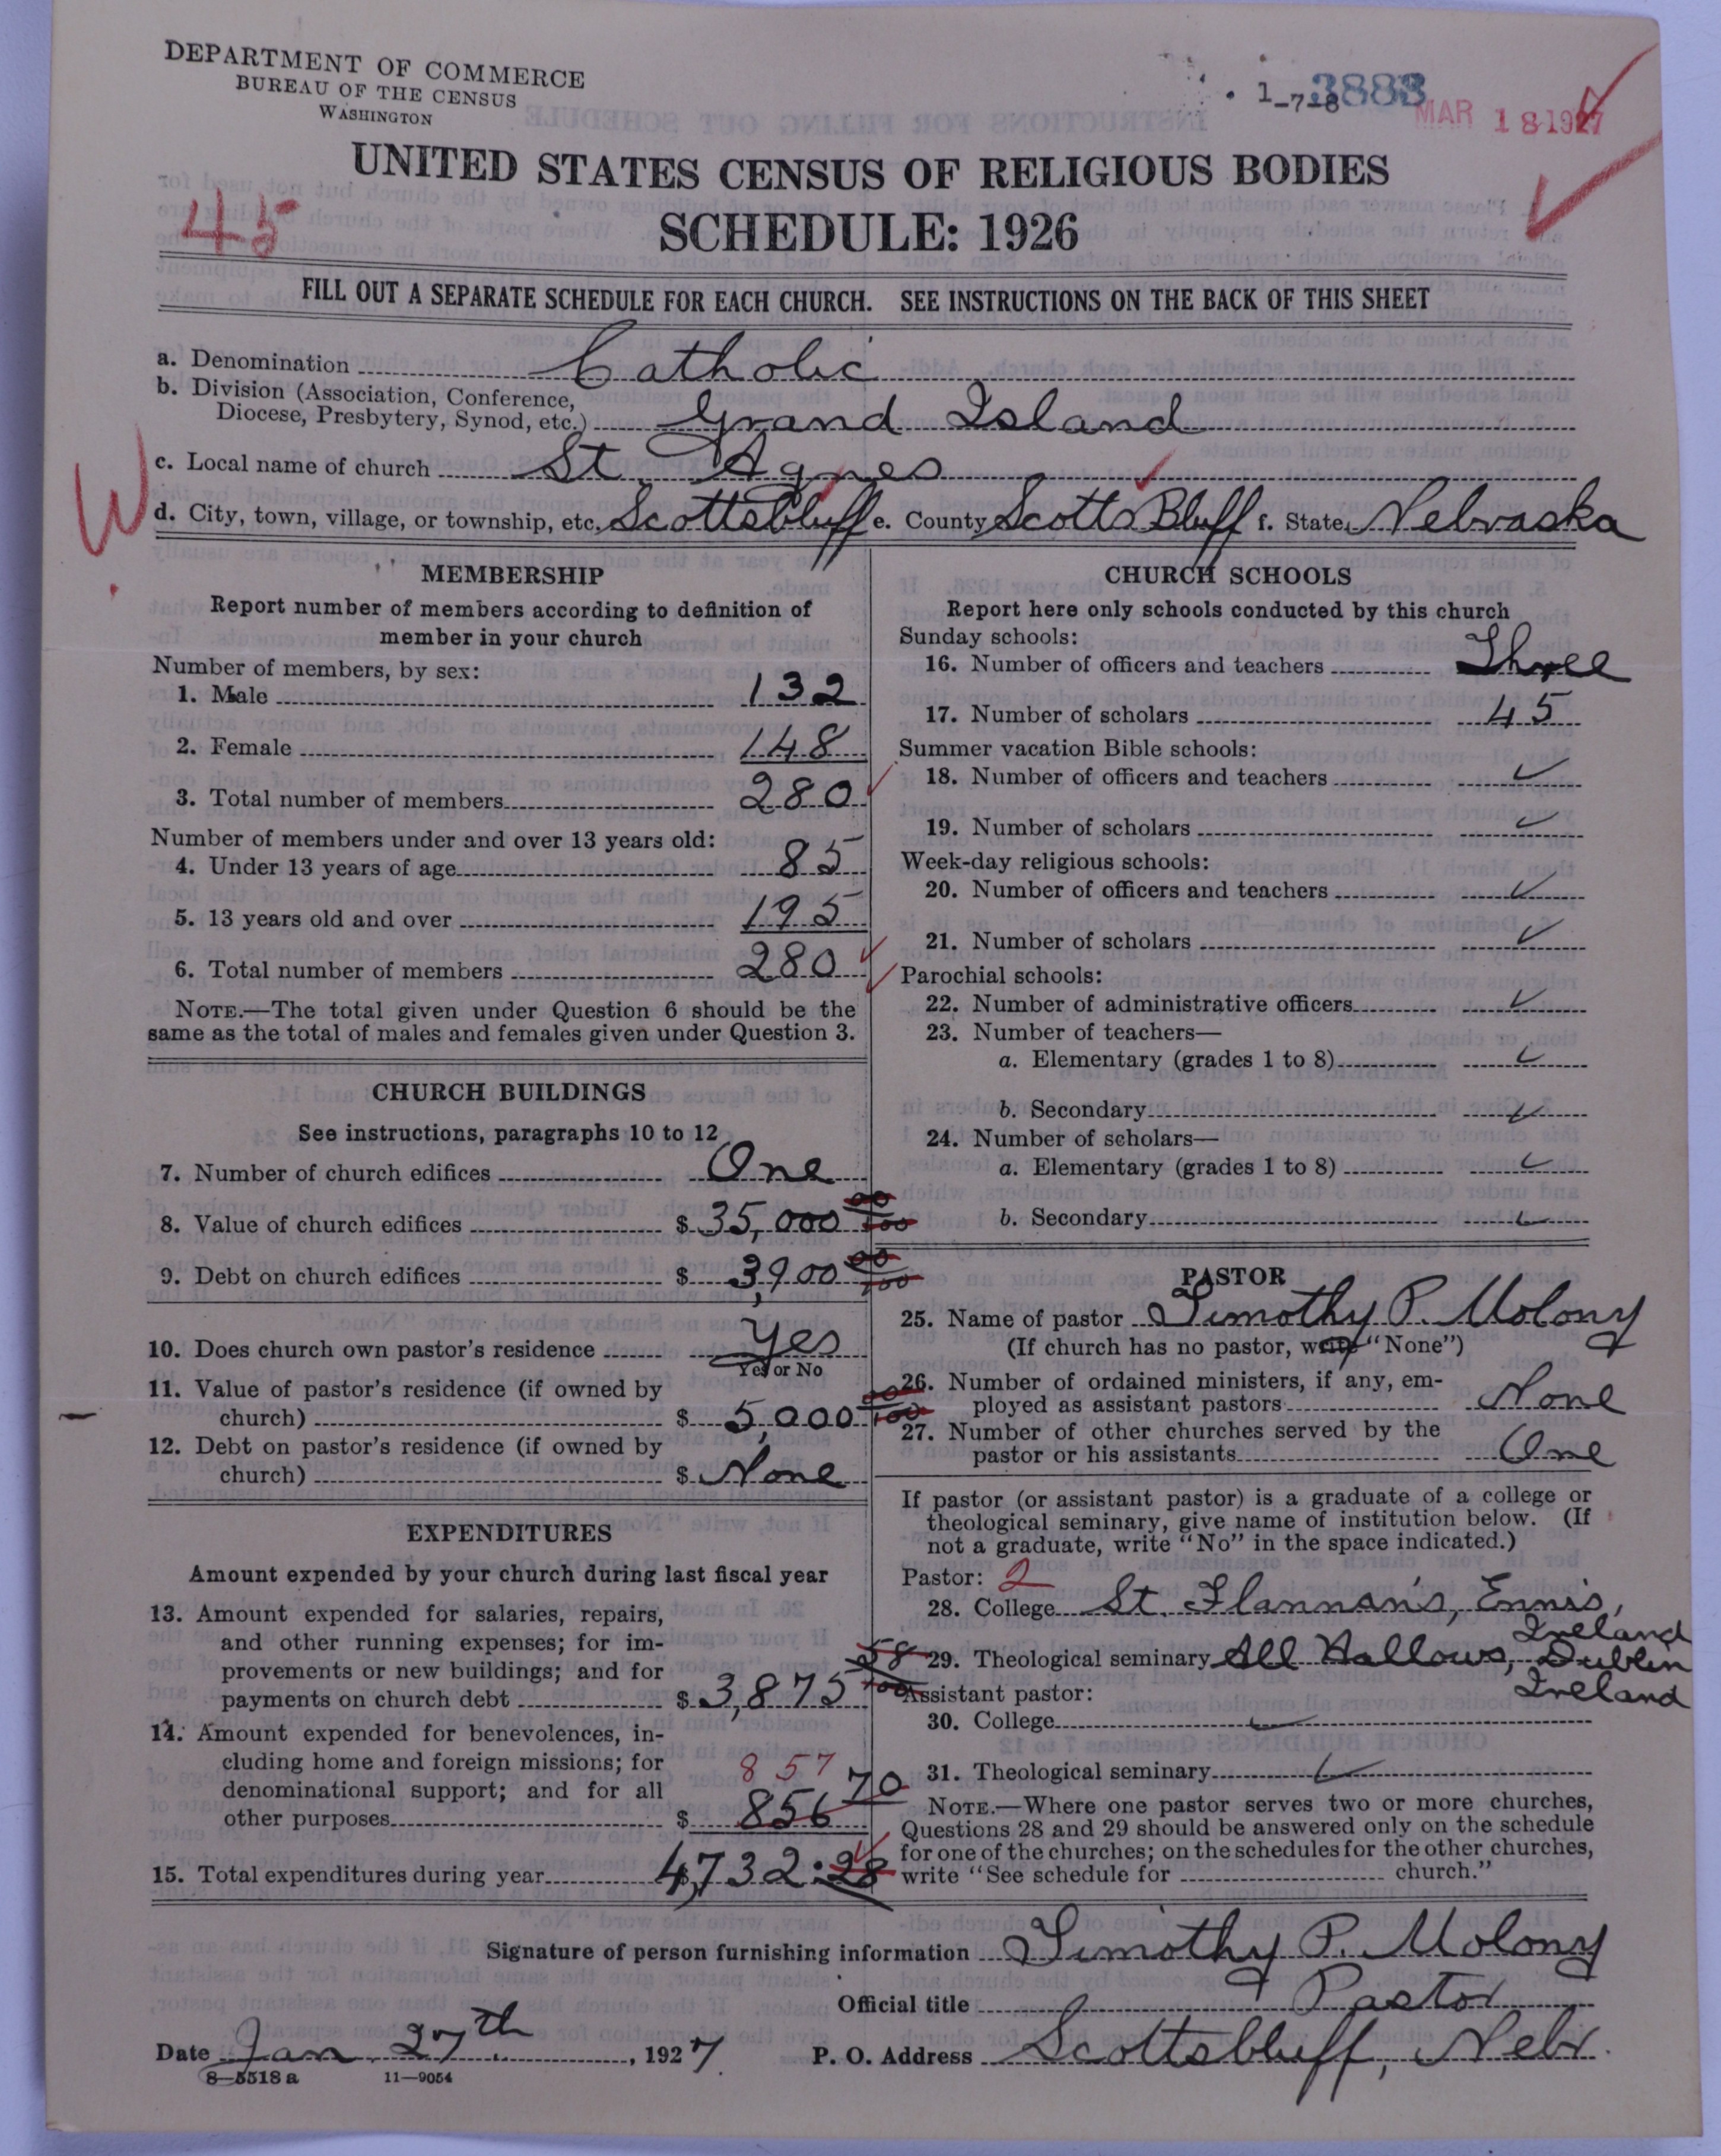 DEPARTMENT OF COMMERCE
BUREAU OF THE CENSUS
WASHINGTON
1-7-8 3883
MAR 18 1927
UNITED STATES CENSUS OF RELIGIOUS BODIES
45
SCHEDULE: 1926
FILL OUT A SEPARATE SCHEDULE FOR EACH CHURCH. SEE INSTRUCTIONS ON THE BACK OF THIS SHEET
a. Denomination Catholic
b. Division (Association, Conference,
Diocese, Presbytery, Synod, etc.) Grand Island
W
c. Local name of church St. Agnes
d. City, town, village, or township, etc. Scottsbluff e. County Scotts Bluff f. State Nebraska
MEMBERSHIP
Report number of members according to definition of
member in your church
Number of members, by sex:
1. Male 132
2. Female 148
3. Total number of members 280
Number of members under and over 13 years old:
4. Under 13 years of age 85
5. 13 years old and over 195
6. Total number of members 280
NOTE.—The total given under Question 6 should be the
same as the total of males and females given under Question 3.
CHURCH BUILDINGS
See instructions, paragraphs 10 to 12
7. Number of church edifices One
8. Value of church edifices $ 35,000 00/100
9. Debt on church edifices $ 3,900 00/100
10. Does church own pastor's residence Yes
Yes or No
11. Value of pastor's residence (if owned by
church) $ 5,000 00/100
12. Debt on pastor's residence (if owned by
church) $ None
EXPENDITURES
Amount expended by your church during last fiscal year
13. Amount expended for salaries, repairs,
and other running expenses; for im-
provements or new buildings; and for
payments on church debt $ 3,875 58/100
14. Amount expended for benevolences, in-
cluding home and foreign missions; for
857
denominational support; and for all
other purposes $ 856 70
15. Total expenditures during year 4,732:28
CHURCH SCHOOLS
Report here only schools conducted by this church
Sunday schools:
16. Number of officers and teachers Three
17. Number of scholars 45
Summer vacation Bible schools:
18. Number of officers and teachers
19. Number of scholars
Week-day religious schools:
20. Number of officers and teachers
21. Number of scholars
Parochial schools:
22. Number of administrative officers
23. Number of teachers—
a. Elementary (grades 1 to 8)
b. Secondary
24. Number of scholars—
a. Elementary (grades 1 to 8)
b. Secondary
PASTOR
25. Name of pastor Timothy P. Molony
(If church has no pastor, write "None")
26. Number of ordained ministers, if any, em-
ployed as assistant pastors None
27. Number of other churches served by the
pastor or his assistants One
If pastor (or assistant pastor) is a graduate of a college or
theological seminary, give name of institution below. (If
not a graduate, write "No" in the space indicated.)
Pastor: 2
28. College St. Flannan's, Ennis,
Ireland
29. Theological seminary All Hallows, Dublin
Ireland
Assistant pastor:
30. College
31. Theological seminary
NOTE.—Where one pastor serves two or more churches,
Questions 28 and 29 should be answered only on the schedule
for one of the churches; on the schedules for the other churches,
write "See schedule for church."
Signature of person furnishing information Timothy P. Molony
Official title Pastor
Date Jan 27th, 1927 P. O. Address Scottsbluff, Nebr.
8—5518 a 11—9054